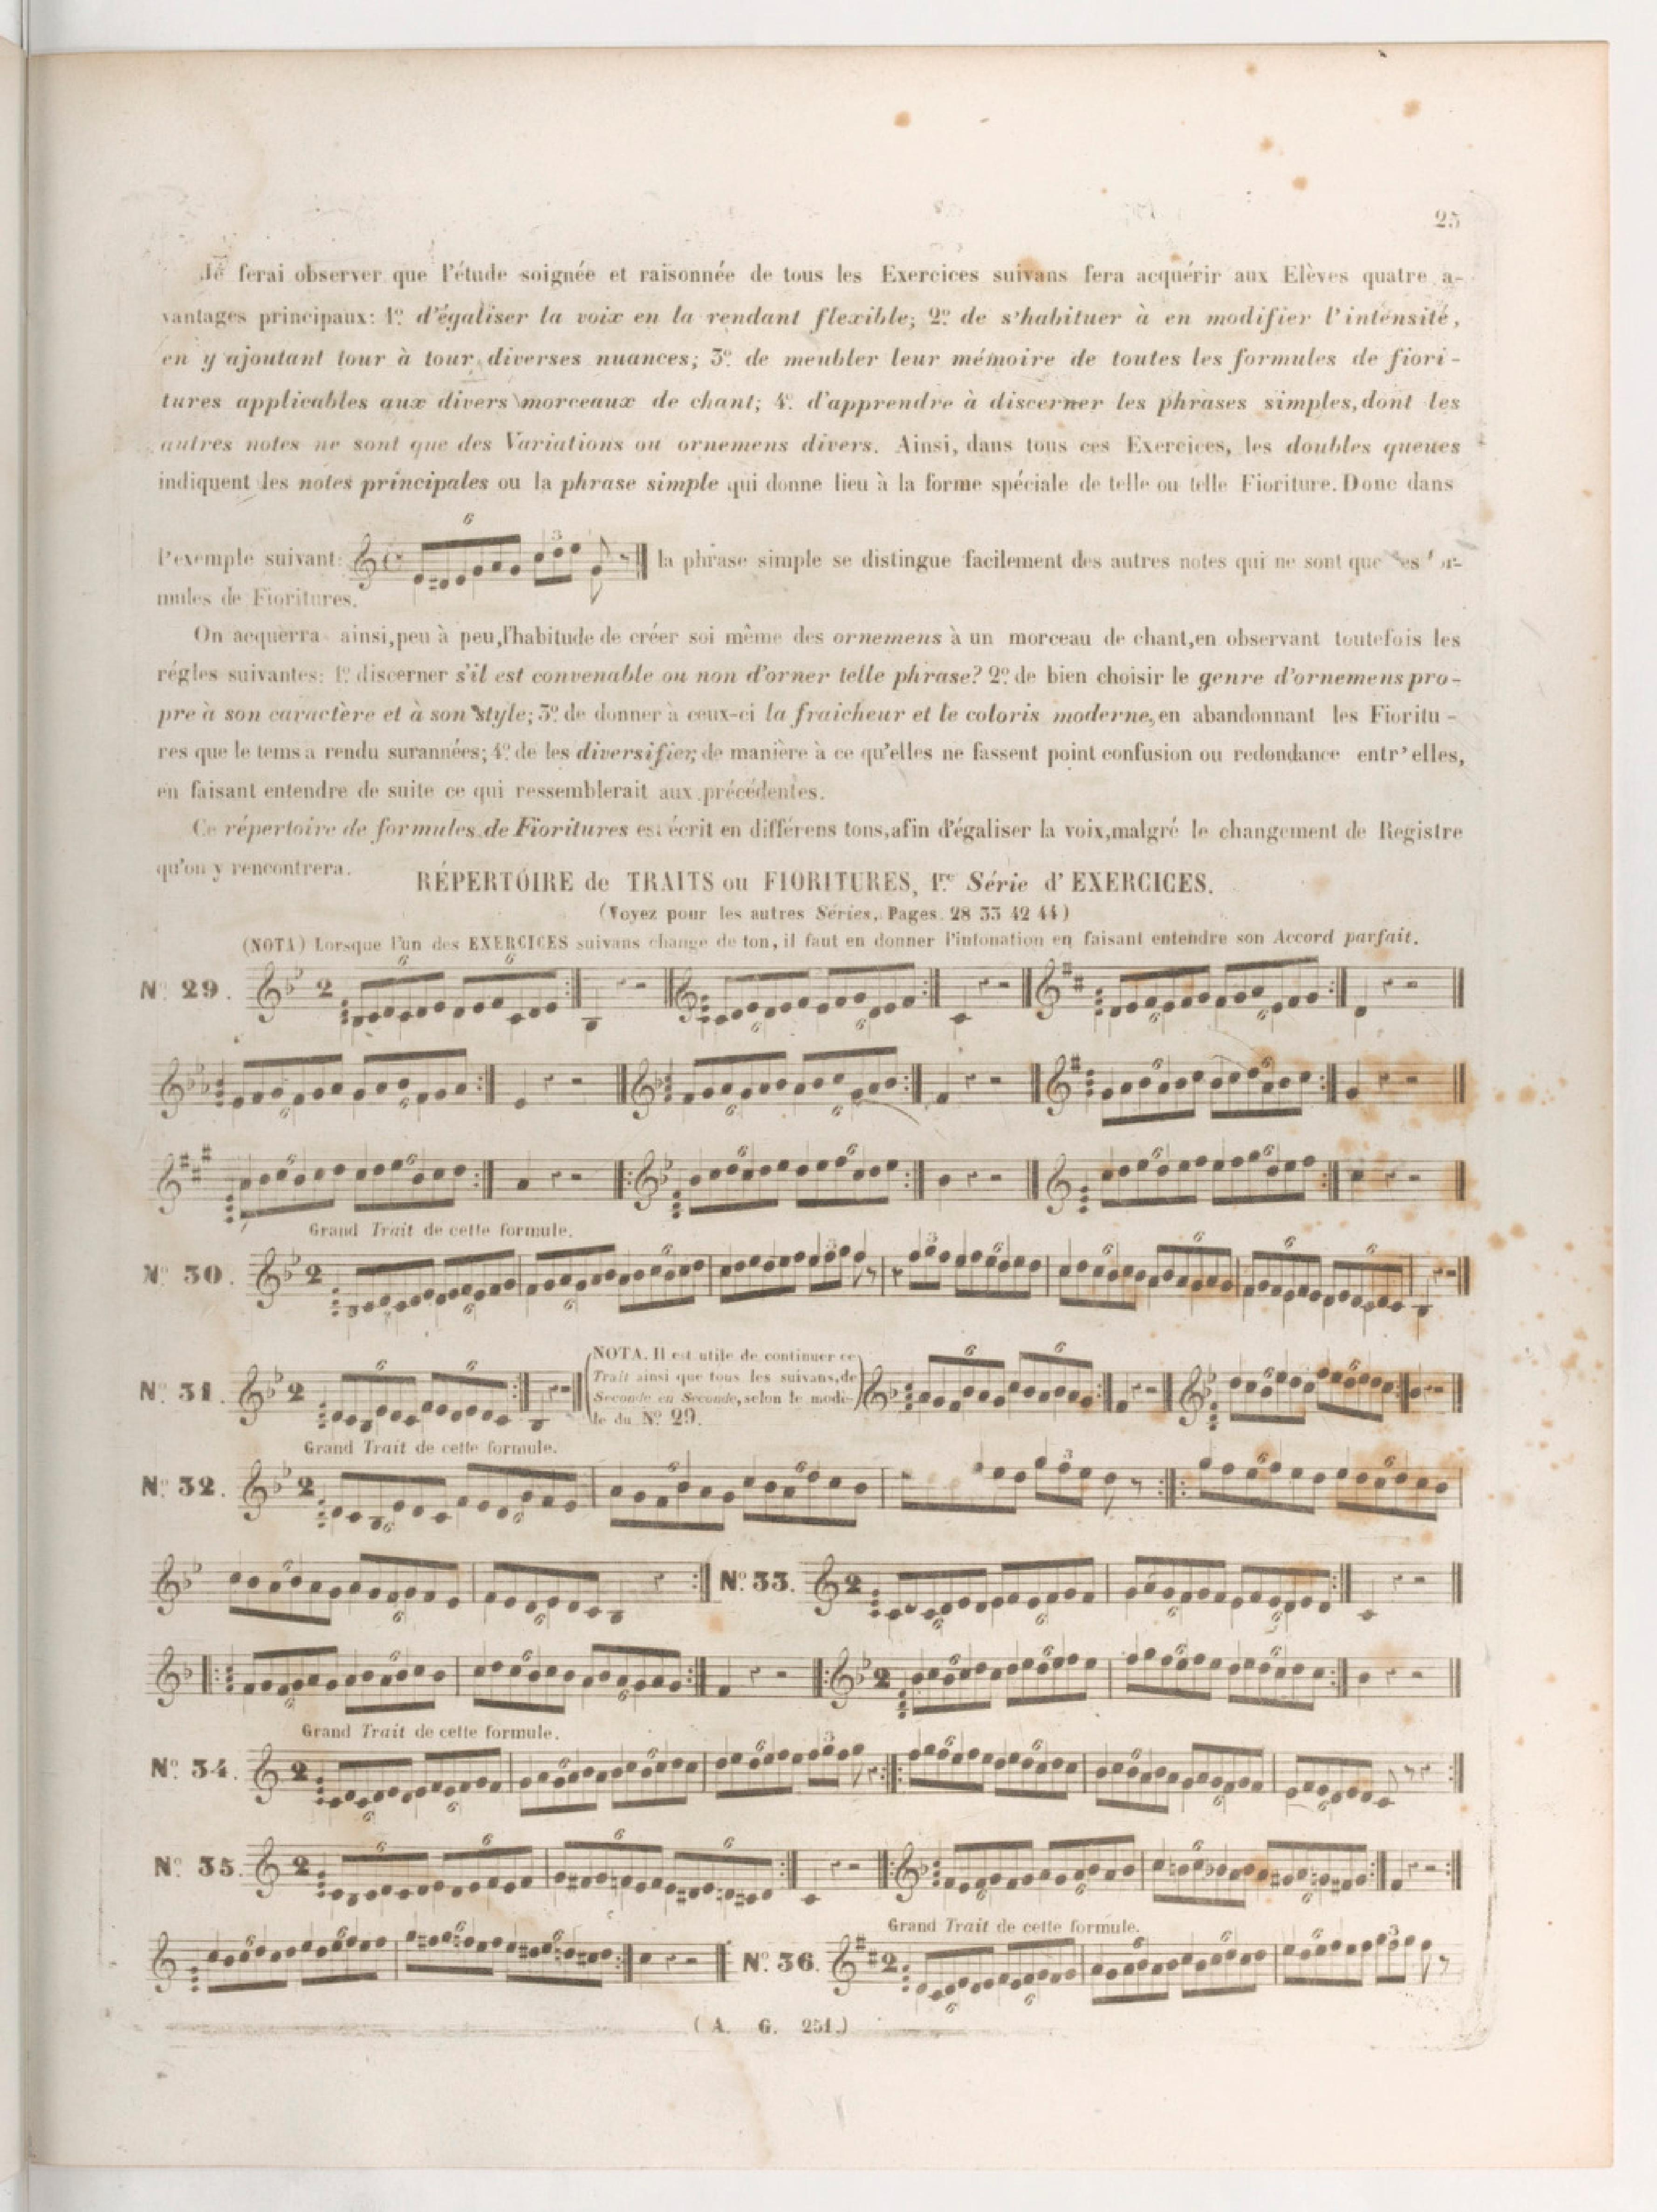 25
Je ferai observer que l'étude soignée et raisonnée de tous les Exercices suivans fera acquérir aux Elèves quatre a-
vantages principaux: 1º d'égaliser la voix en la rendant flexible; 2º de s'habituer à en modifier l'intensité,
en y ajoutant tour à tour diverses nuances; 3º de meubler leur mémoire de toutes les formules de fiori-
tures applicables aux divers morceaux de chant; 4º d'apprendre à discerner les phrases simples, dont les
autres notes ne sont que des Variations ou ornemens divers. Ainsi, dans tous ces Exercices, les doubles queues
indiquent les notes principales ou la phrase simple qui donne lieu à la forme spéciale de telle ou telle Fioriture. Donc dans
6
3
l'exemple suivant: la phrase simple se distingue facilement des autres notes qui ne sont que
mules de Fioritures.
On acquerra ainsi, peu à peu, l'habitude de créer soi même des ornemens à un morceau de chant, en observant toutefois les
régles suivantes: 1º discerner s'il est convenable ou non d'orner telle phrase? 2º de bien choisir le genre d'ornemens pro-
pre à son caractère et à son style; 3º de donner à ceux-ci la fraicheur et le coloris moderne, en abandonnant les Fioritu-
res que le tems a rendu surannées; 4º de les diversifier, de manière à ce qu'elles ne fassent point confusion ou redondance entr'elles,
en faisant entendre de suite ce qui ressemblerait aux précédentes.
Ce répertoire de formules de Fioritures est écrit en différens tons, afin d'égaliser la voix, malgré le changement de Registre
qu'on y rencontrera.
RÉPERTOIRE de TRAITS ou FIORITURES, 1re Série d'EXERCICES.
(Voyez pour les autres Séries, Pages 28 33 42 44)
(NOTA) Lorsque l'un des EXERCICES suivans change de ton, il faut en donner l'intonation en faisant entendre son Accord parfait.
Nº 29.
Grand Trait de cette formule.
Nº 30.
Nº 31.
NOTA. Il est utile de continuer ce
Trait ainsi que tous les suivans, de
Seconde en Seconde, selon le modè-
le du Nº 29.
Grand Trait de cette formule.
Nº 32.
Nº 33.
Grand Trait de cette formule.
Nº 34.
Nº 35.
Grand Trait de cette formule.
Nº 36.
(A. G. 251.)